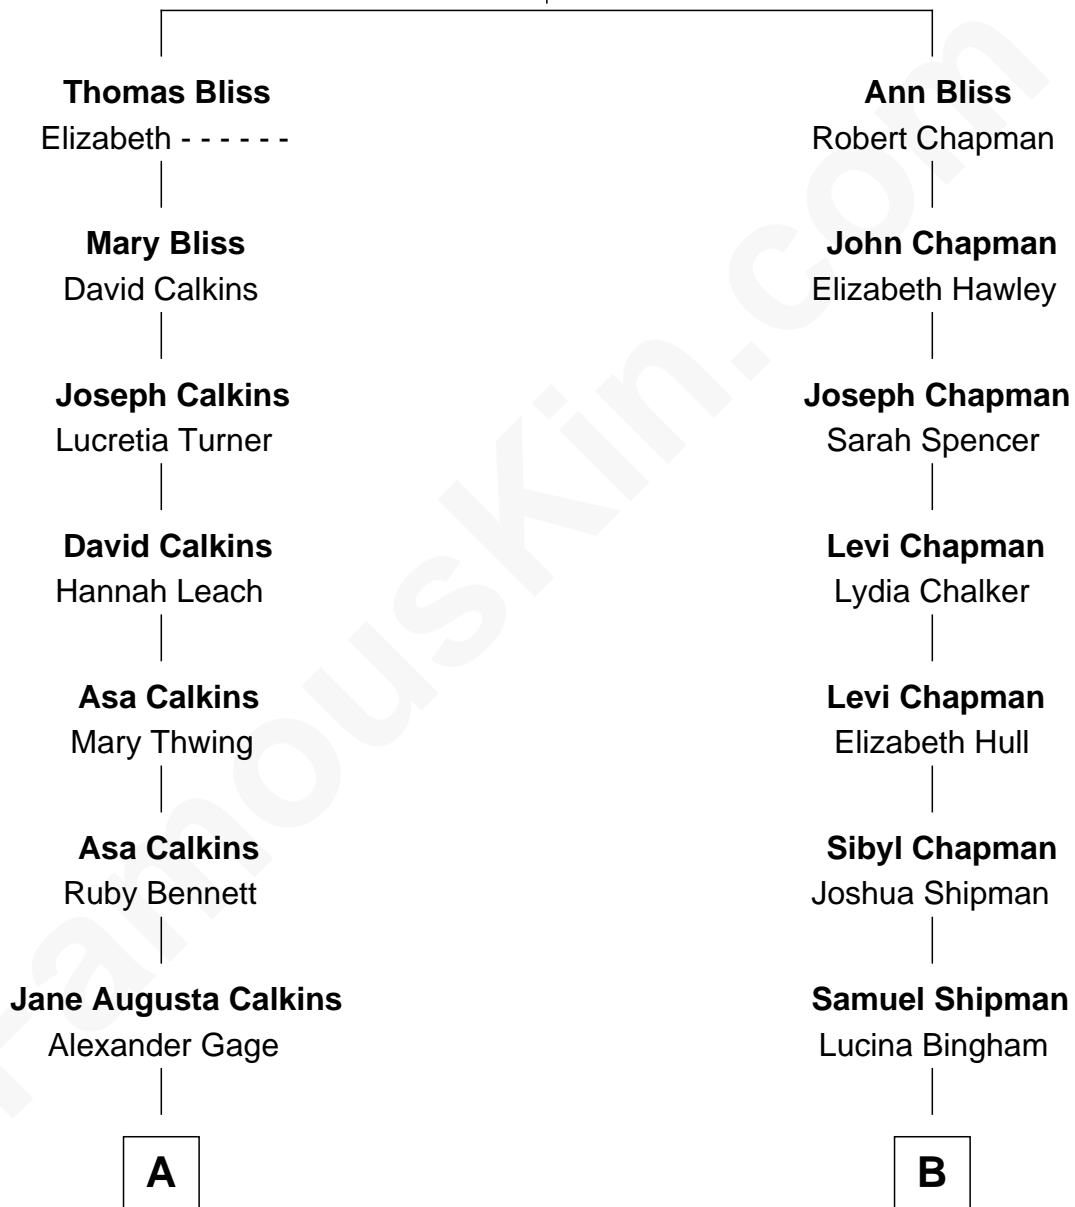 Thomas Bliss
Elizabeth - - - - - -
Mary Bliss
David Calkins
Joseph Calkins
Lucretia Turner
David Calkins
Hannah Leach
Asa Calkins
Mary Thwing
Asa Calkins
Ruby Bennett
Jane Augusta Calkins
Alexander Gage
A
Ann Bliss
Robert Chapman
John Chapman
Elizabeth Hawley
Joseph Chapman
Sarah Spencer
Levi Chapman
Lydia Chalker
Levi Chapman
Elizabeth Hull
Sibyl Chapman
Joshua Shipman
Samuel Shipman
Lucina Bingham
B
FamousKin.com